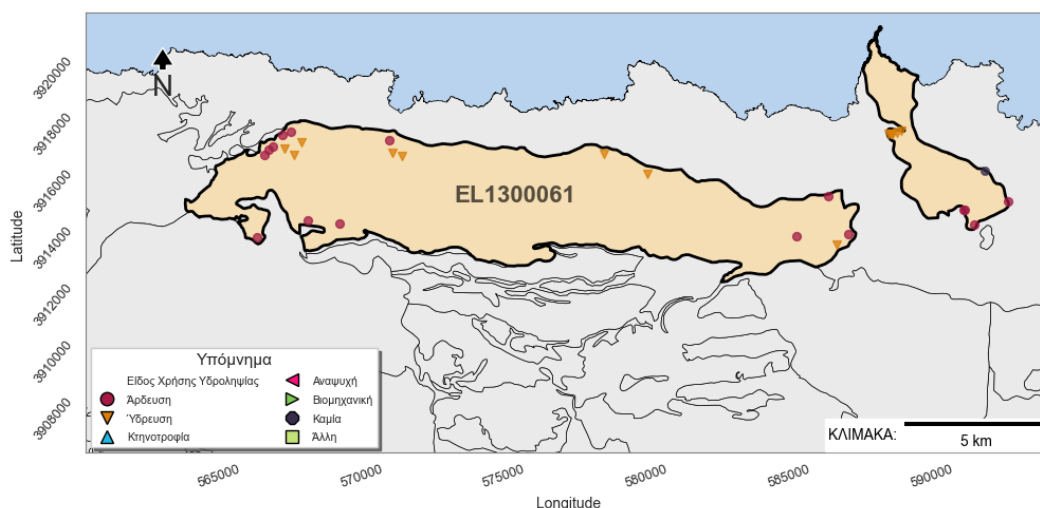 3920000
N
3918000
3916000
EL1300061
Latitude
3914000
3912000
3910000
3908000
Υπόμνημα
Είδος Χρήσης Υδροληψίας
Αναψυχή
Άρδευση
Βιομηχανική
Ύδρευση
Καμία
Κτηνοτροφία
Άλλη
ΚΛΙΜΑΚΑ:
5 km
565000
570000
575000
580000
585000
590000
Longitude